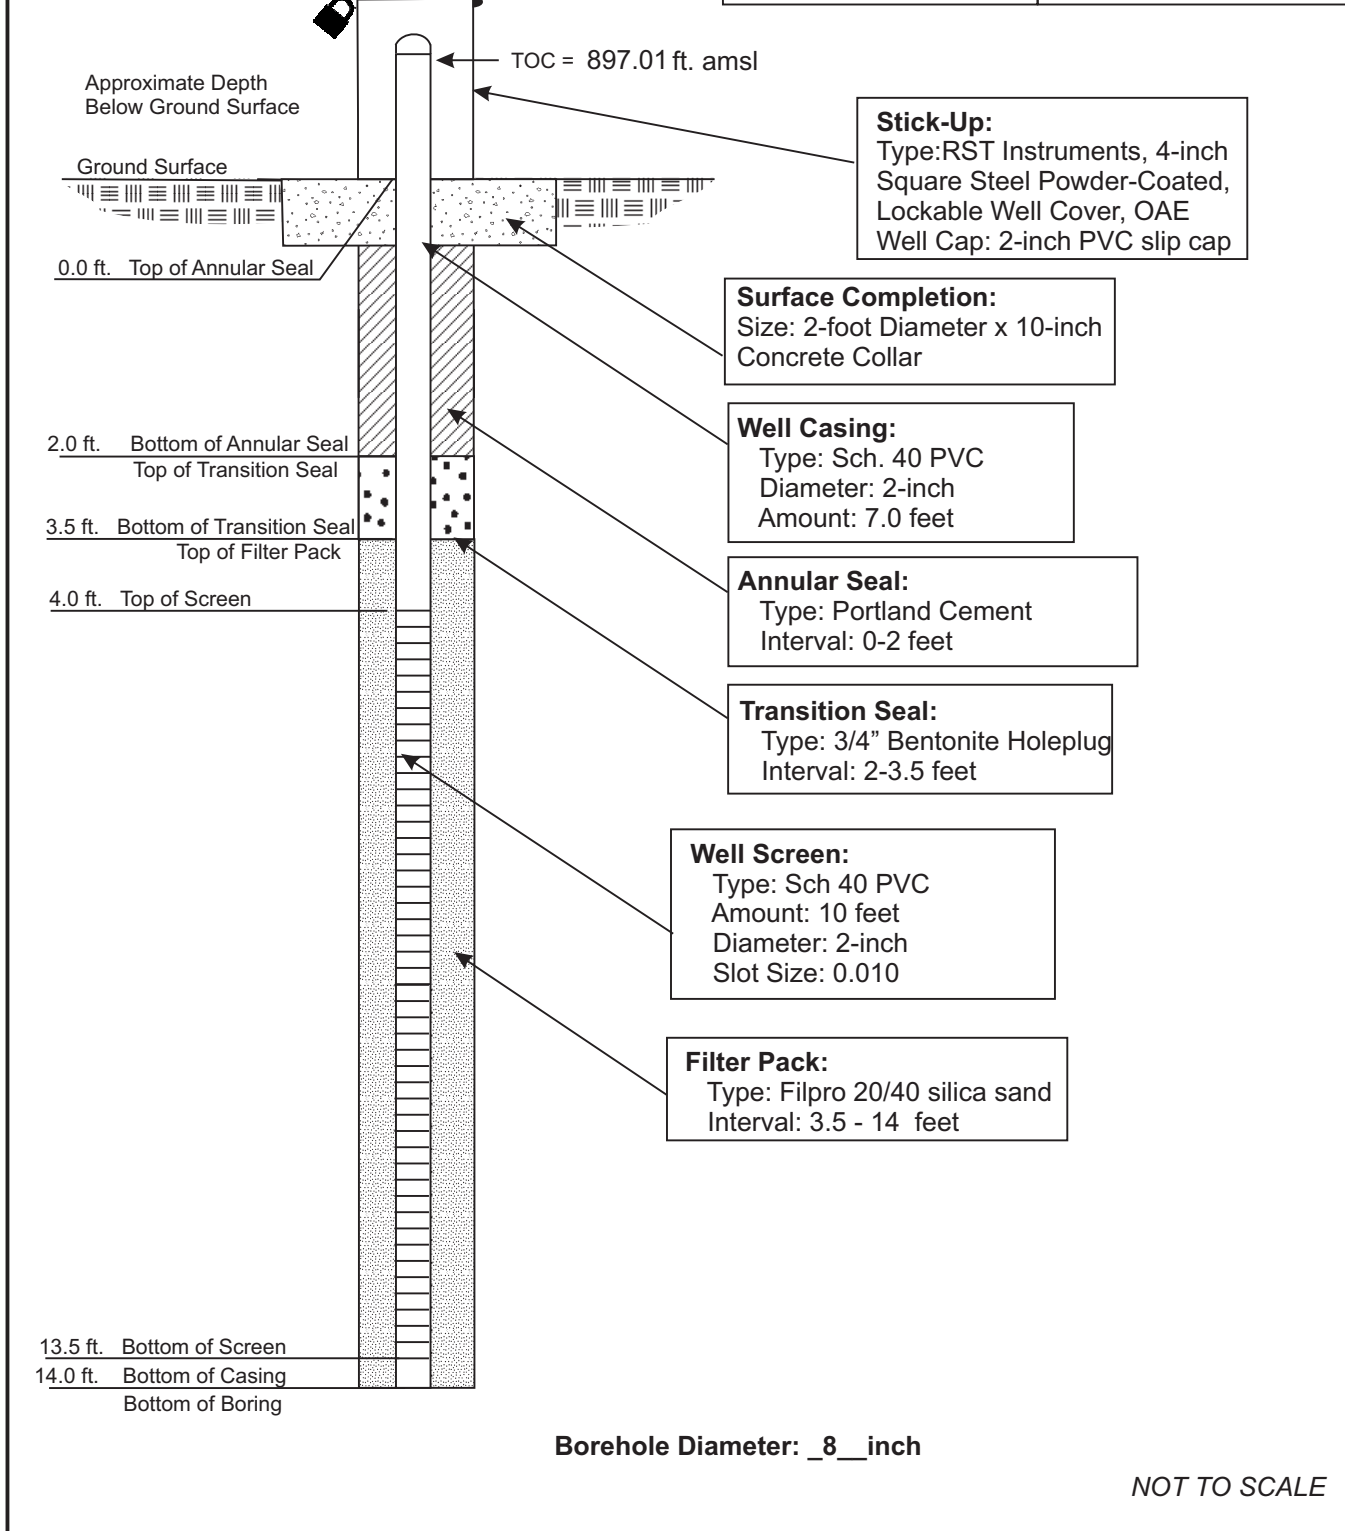 TOC = 897.01 ft. amsl
Approximate Depth
Below Ground Surface
Stick-Up:
Type:RST Instruments, 4-inch
Square Steel Powder-Coated,
Lockable Well Cover, OAE
Well Cap: 2-inch PVC slip cap
Ground Surface
0.0 ft. Top of Annular Seal
Surface Completion:
Size: 2-foot Diameter x 10-inch
Concrete Collar
Well Casing:
Type: Sch. 40 PVC
Diameter: 2-inch
Amount: 7.0 feet
2.0 ft. Bottom of Annular Seal
Top of Transition Seal
3.5 ft. Bottom of Transition Seal
Top of Filter Pack
4.0 ft. Top of Screen
Annular Seal:
Type: Portland Cement
Interval: 0-2 feet
Transition Seal:
Type: 3/4” Bentonite Holeplug
Interval: 2-3.5 feet
Well Screen:
Type: Sch 40 PVC
Amount: 10 feet
Diameter: 2-inch
Slot Size: 0.010
Filter Pack:
Type: Filpro 20/40 silica sand
Interval: 3.5 - 14 feet
13.5 ft. Bottom of Screen
14.0 ft. Bottom of Casing
Bottom of Boring
Borehole Diameter: _8__inch
NOT TO SCALE